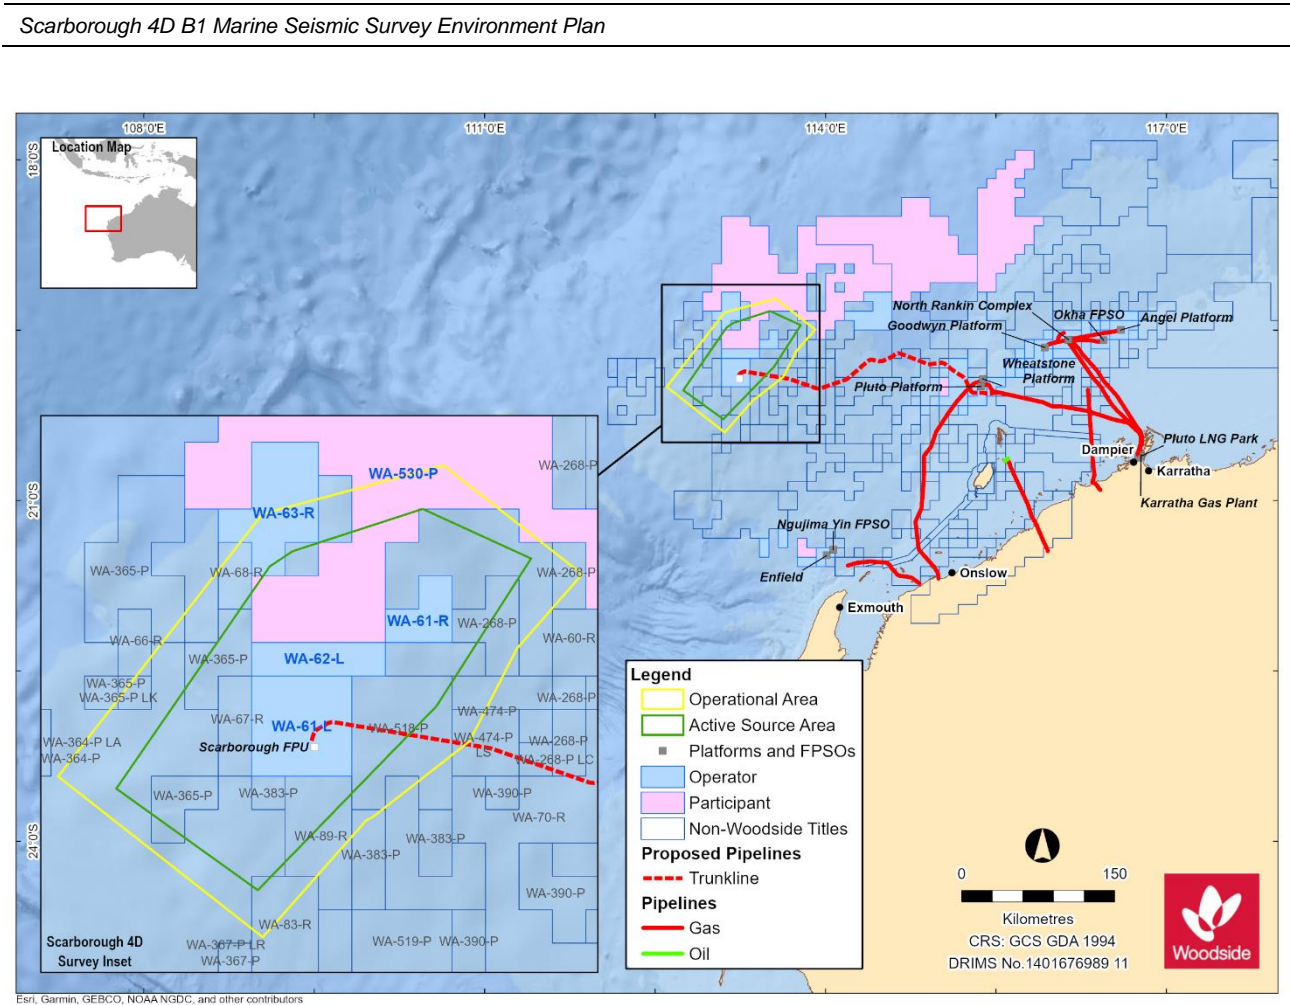 Scarborough 4D B1 Marine Seismic Survey Environment Plan
108°0'E
111°0'E
114°0'E
117°0'E
18°0'S
21°0'S
24°0'S
Location Map
North Rankin Complex
Okha FPSO
Angel Platform
Goodwyn Platform
Wheatstone
Platform
Pluto Platform
Pluto LNG Park
Dampier
Karratha
Karratha Gas Plant
Ngujima Yin FPSO
Enfield
Onslow
Exmouth
WA-268-P
WA-530-P
WA-63-R
WA-365-P
WA-68-R
WA-268-P
WA-61-R
WA-268-P
WA-66-R
WA-60-R
WA-365-P
WA-62-L
WA-365-P
WA-365-P LK
WA-268-P
WA-67-R
WA-61-L
WA-518-P
WA-474-P
WA-474-P
LS
WA-364-P LA
WA-364-P
Scarborough FPU
WA-268-P
WA-268-P LC
WA-365-P
WA-383-P
WA-390-P
WA-70-R
WA-89-R
WA-383-P
WA-383-P
WA-390-P
WA-83-R
WA-367-P LR
WA-367-P
WA-519-P
WA-390-P
Scarborough 4D
Survey Inset
Legend
Operational Area
Active Source Area
Platforms and FPSOs
Operator
Participant
Non-Woodside Titles
Proposed Pipelines
Trunkline
Pipelines
Gas
Oil
0
150
Kilometres
CRS: GCS GDA 1994
DRIMS No.1401676989 11
Woodside
Esri, Garmin, GEBCO, NOAA NGDC, and other contributors